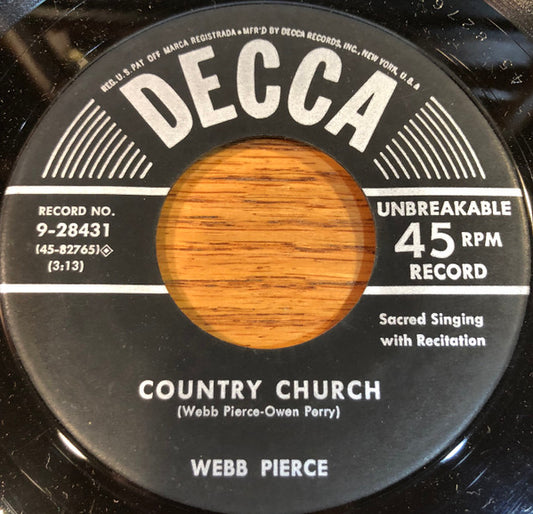 REG. U.S. PAT. OFF. MARCA REGISTRADA • MFR'D BY DECCA RECORDS, INC., NEW YORK, U.S.A.
DECCA
RECORD NO.
9-28431
(45-82765)
(3:13)
UNBREAKABLE
45 RPM
RECORD
Sacred Singing
with Recitation
COUNTRY CHURCH
(Webb Pierce-Owen Perry)
WEBB PIERCE